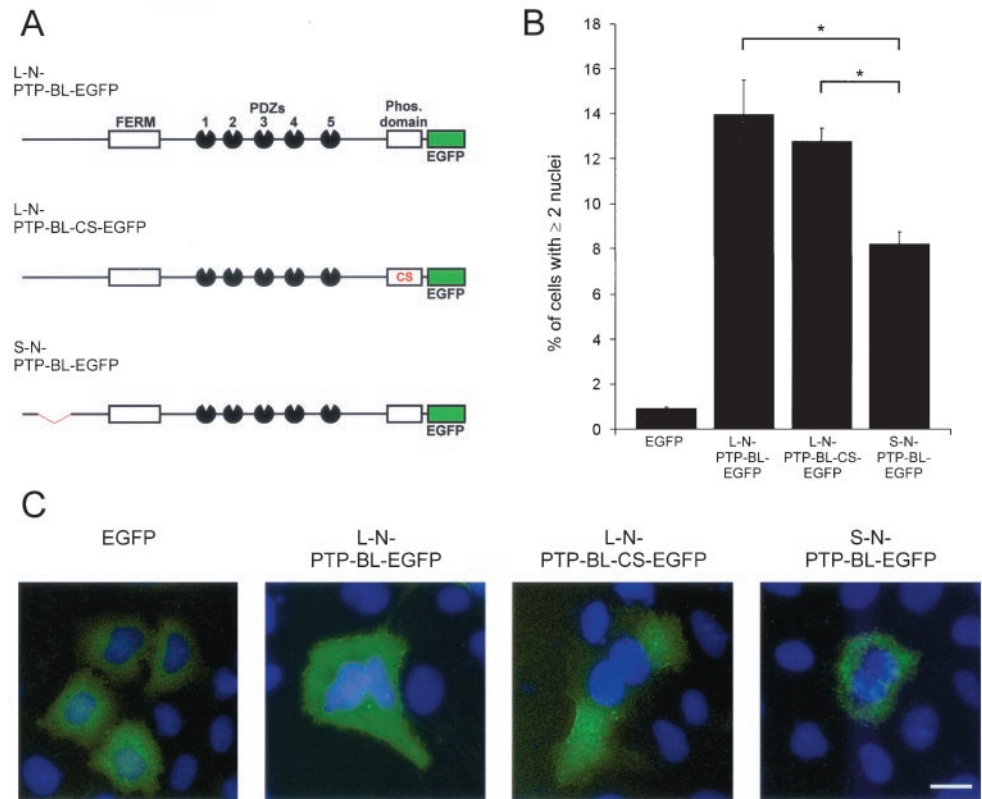 A
L-N-
PTP-BL-EGFP
FERM
PDZs
1 2 3 4 5
Phos.
domain
EGFP
L-N-
PTP-BL-CS-EGFP
CS
EGFP
S-N-
PTP-BL-EGFP
EGFP
B
% of cells with ≥ 2 nuclei
18
16
14
12
10
8
6
4
2
0
*
*
EGFP
L-N-
PTP-BL-
EGFP
L-N-
PTP-BL-CS-
EGFP
S-N-
PTP-BL-
EGFP
C
EGFP
L-N-
PTP-BL-EGFP
L-N-
PTP-BL-CS-EGFP
S-N-
PTP-BL-EGFP